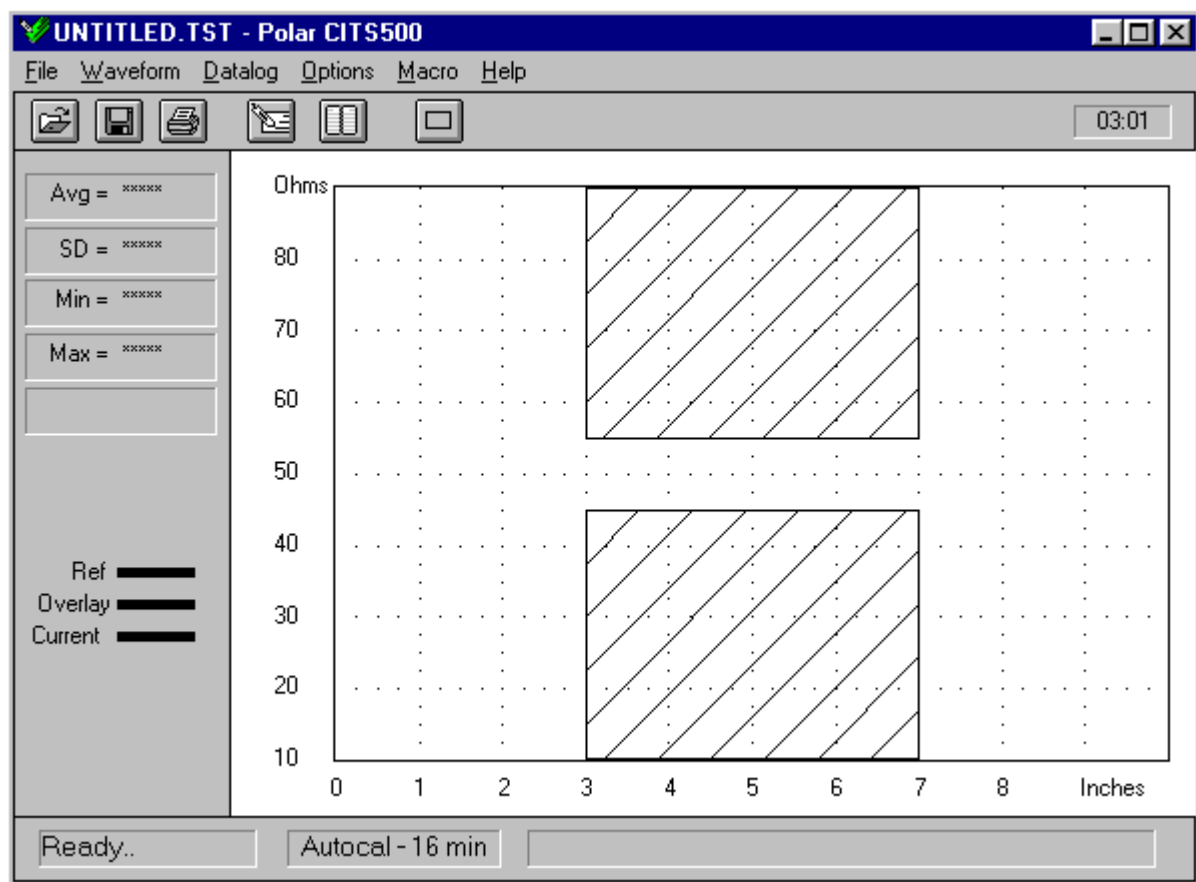 UNTITLED.TST - Polar CITS500
File Waveform Datalog Options Macro Help
03:01
Avg = *****
SD = *****
Min = *****
Max = *****
Ref
Overlay
Current
Ohms
80
70
60
50
40
30
20
10
0 1 2 3 4 5 6 7 8 Inches
Ready.. Autocal - 16 min